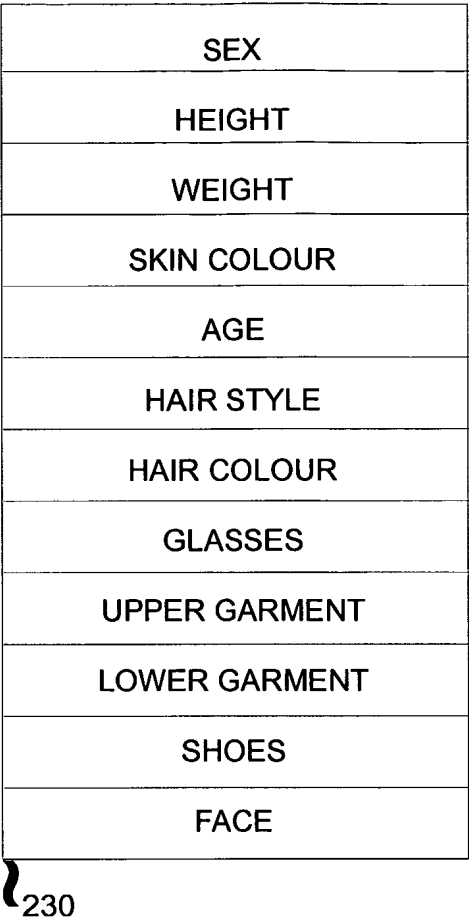 SEX
HEIGHT
WEIGHT
SKIN COLOUR
AGE
HAIR STYLE
HAIR COLOUR
GLASSES
UPPER GARMENT
LOWER GARMENT
SHOES
FACE
230